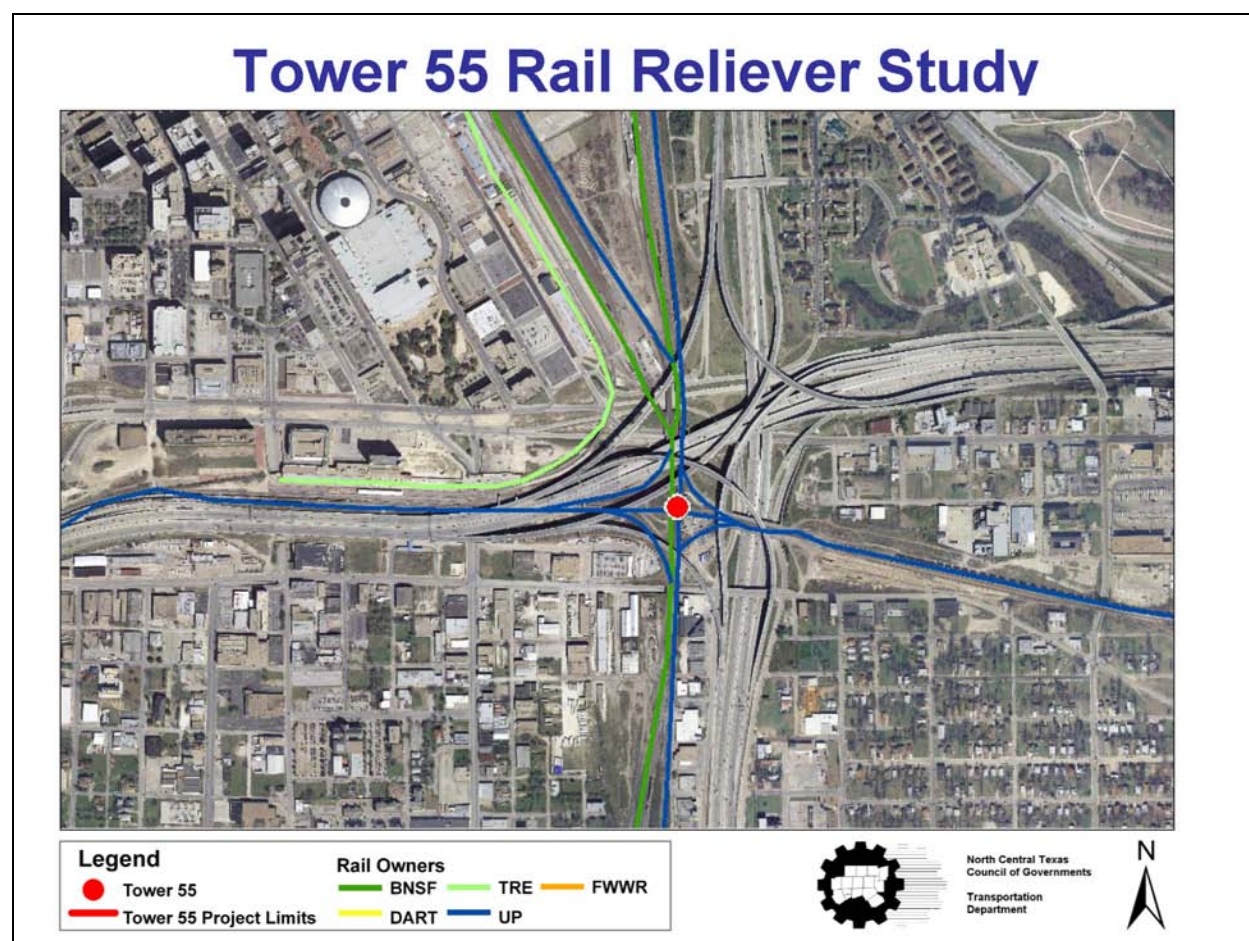 Tower 55 Rail Reliever Study
Legend
Tower 55
Tower 55 Project Limits
Rail Owners
BNSF TRE FWWR
DART UP
North Central Texas
Council of Governments
Transportation
Department
N